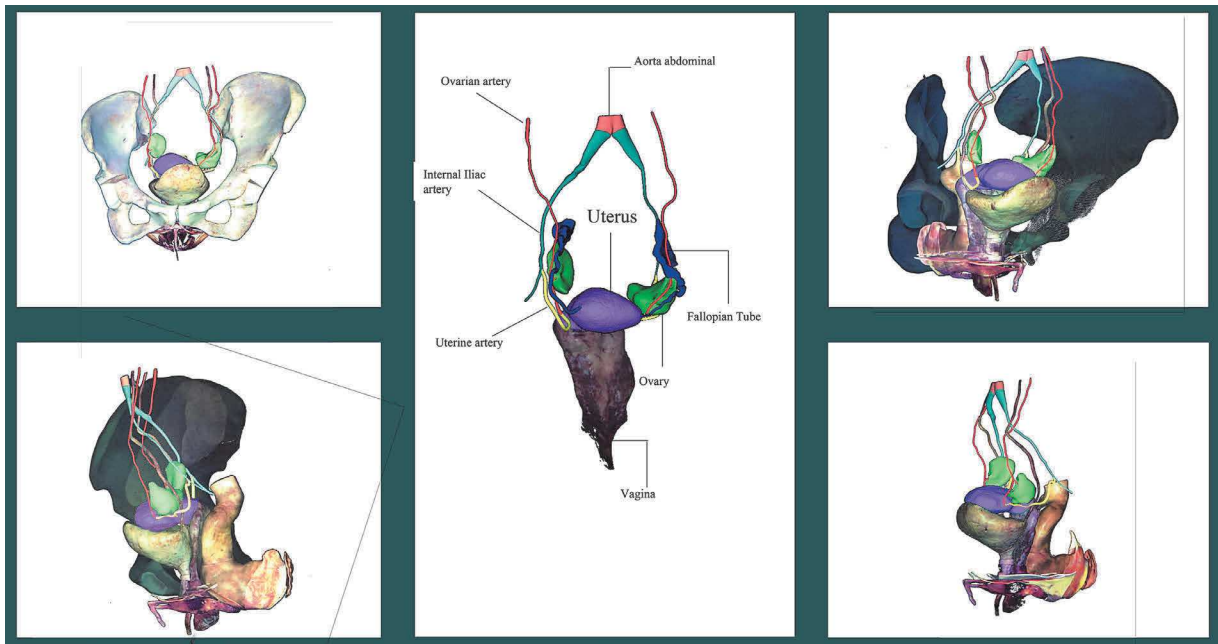 Aorta abdominal
Ovarian artery
Internal Iliac
artery
Uterus
Fallopian Tube
Uterine artery
Ovary
Vagina